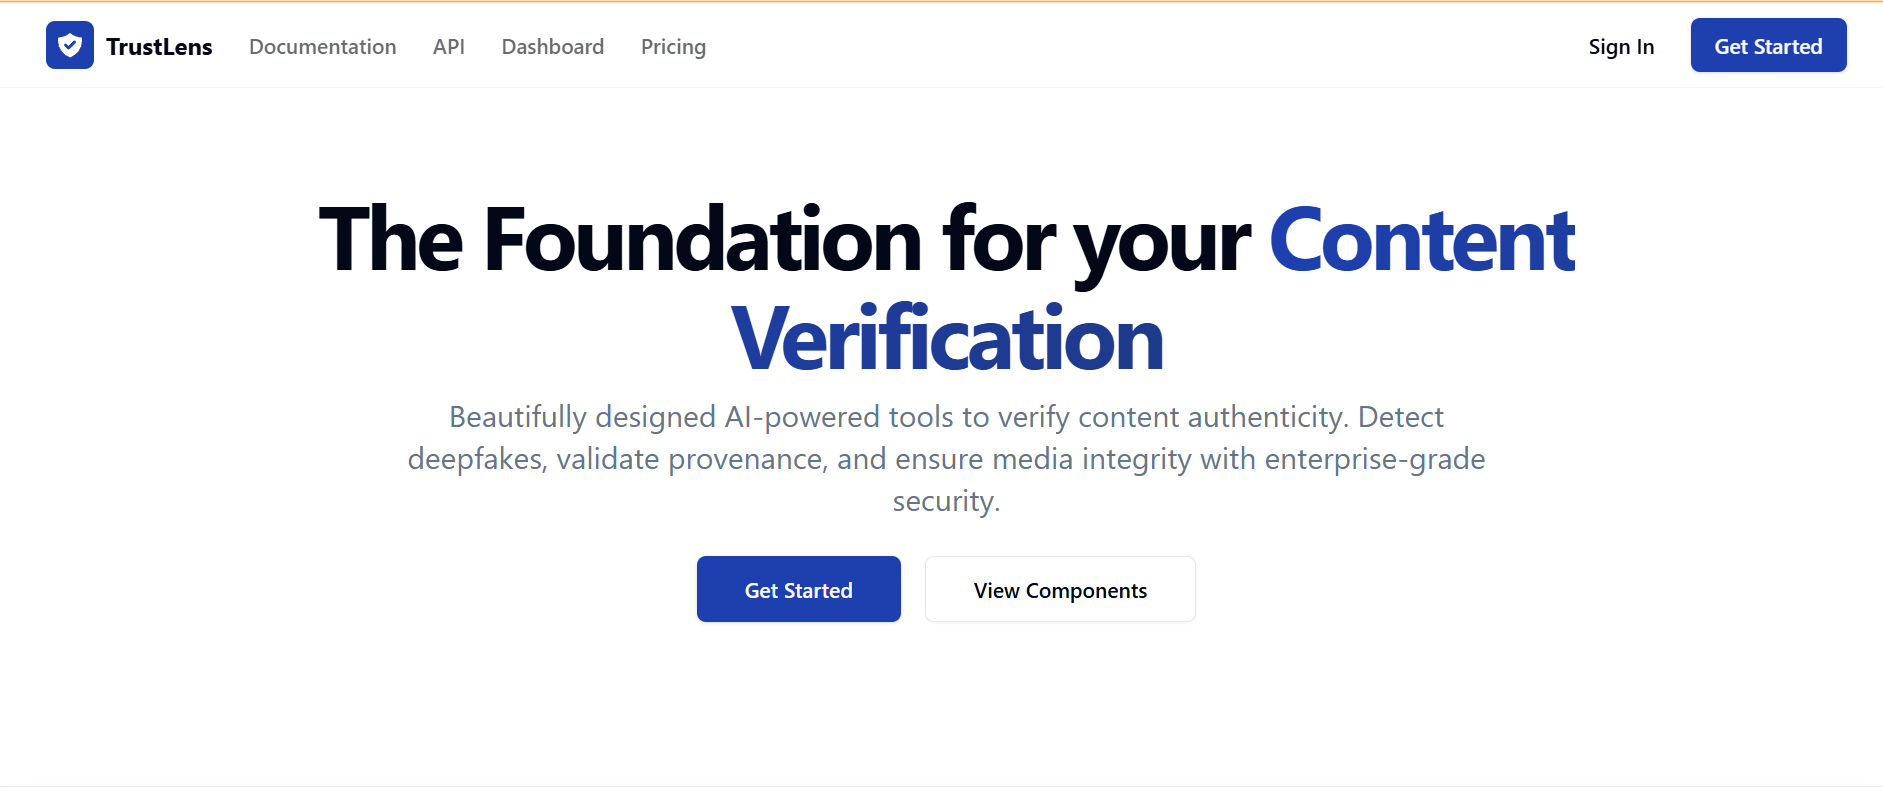 TrustLens Documentation API Dashboard Pricing Sign In Get Started
The Foundation for your Content
Verification
Beautifully designed AI-powered tools to verify content authenticity. Detect
deepfakes, validate provenance, and ensure media integrity with enterprise-grade
security.
Get Started View Components